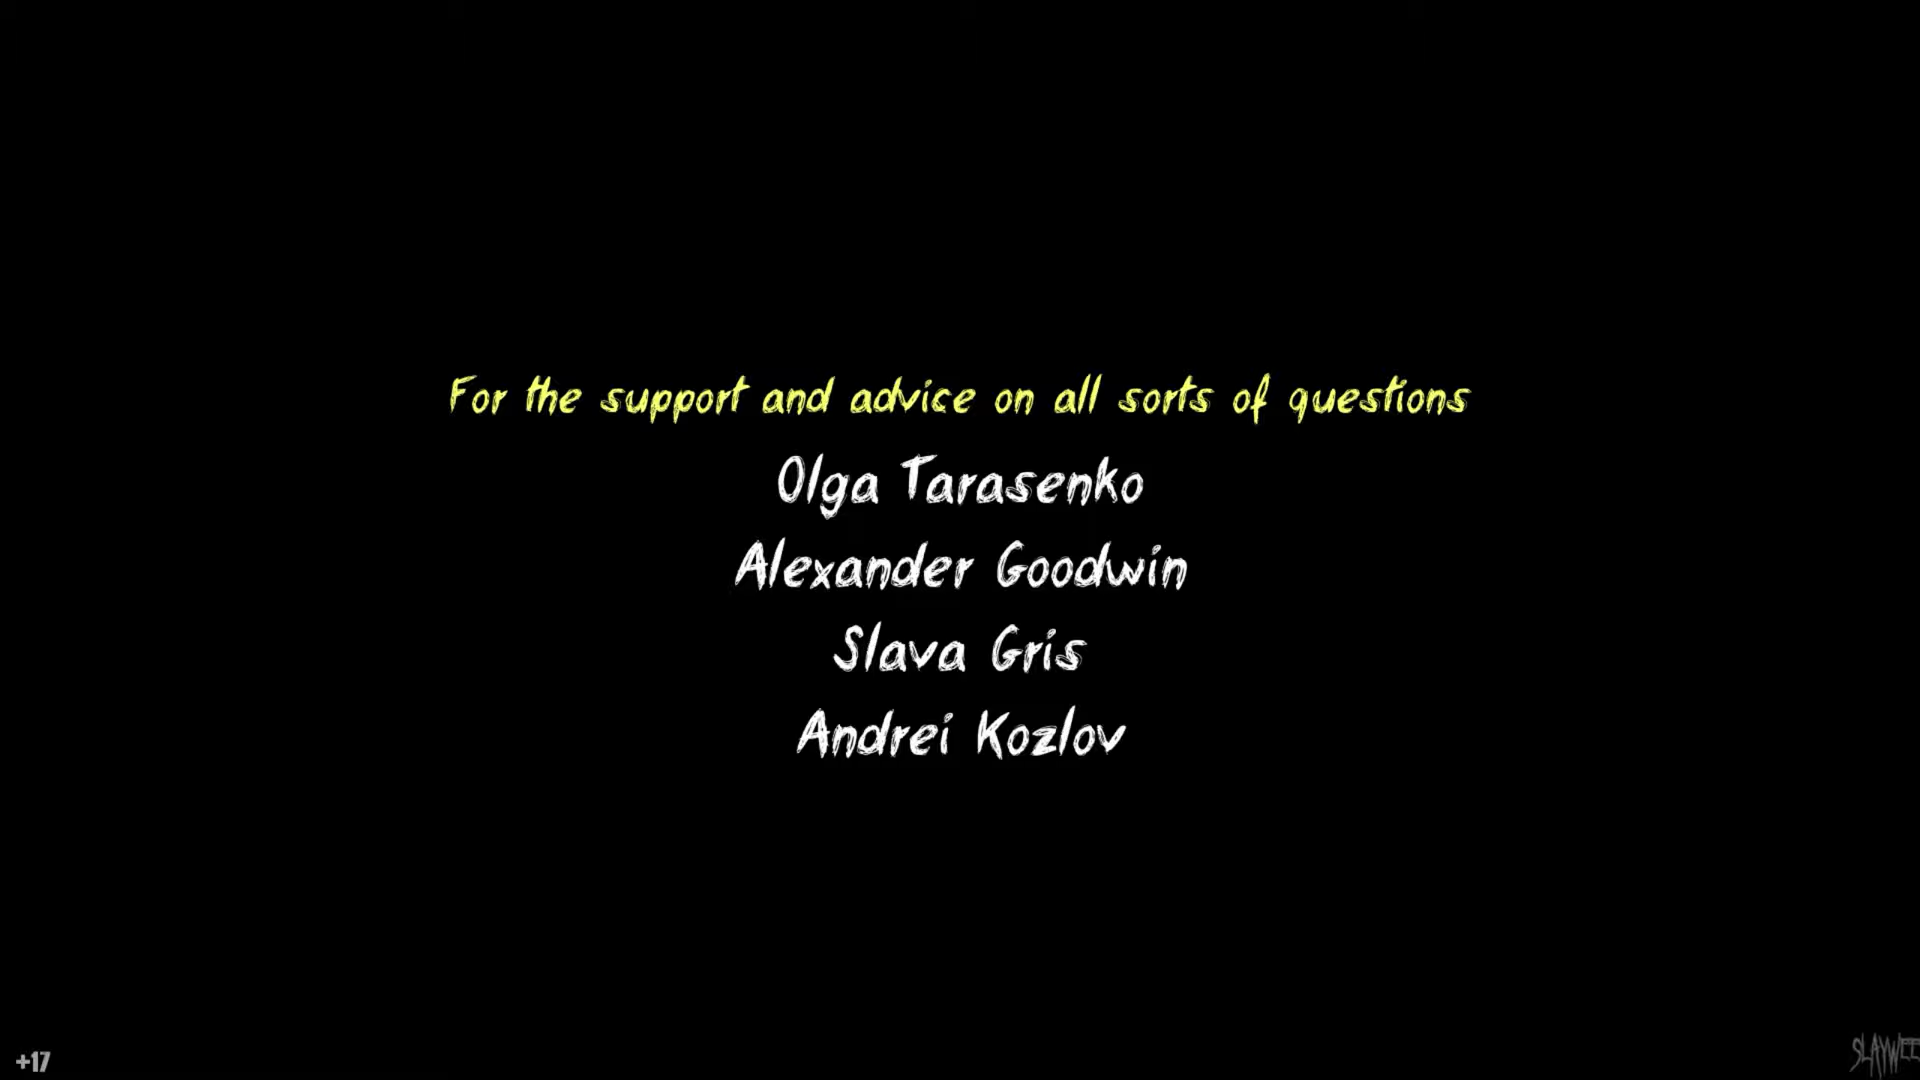 For the support and advice on all sorts of questions
Olga Tarasenko
Alexander Goodwin
Slava Gris
Andrei Kozlov
+17
SLAYWEE